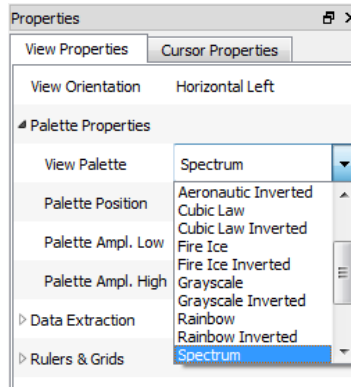 Properties
View Properties Cursor Properties
View Orientation Horizontal Left
Palette Properties
View Palette Spectrum
Aeronautic Inverted
Palette Position Cubic Law
Cubic Law Inverted
Palette Ampl. Low Fire Ice
Fire Ice Inverted
Palette Ampl. High Grayscale
Grayscale Inverted
Data Extraction Rainbow
Rainbow Inverted
Rulers & Grids Spectrum